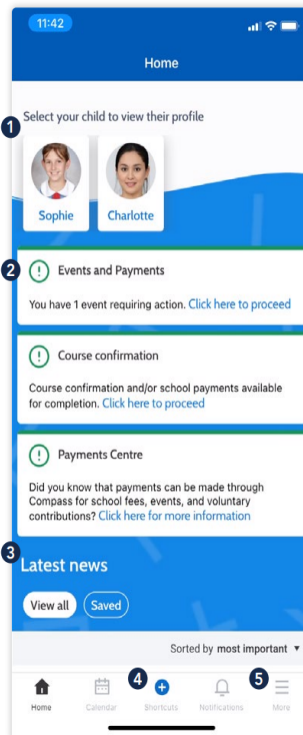 11:42
Home
1
Select your child to view their profile
Sophie
Charlotte
2
Events and Payments
You have 1 event requiring action. Click here to proceed
Course confirmation
Course confirmation and/or school payments available
for completion. Click here to proceed
Payments Centre
Did you know that payments can be made through
Compass for school fees, events, and voluntary
contributions? Click here for more information
3
Latest news
View all
Saved
Sorted by most important
4
5
Home
Calendar
Shortcuts
Notifications
More